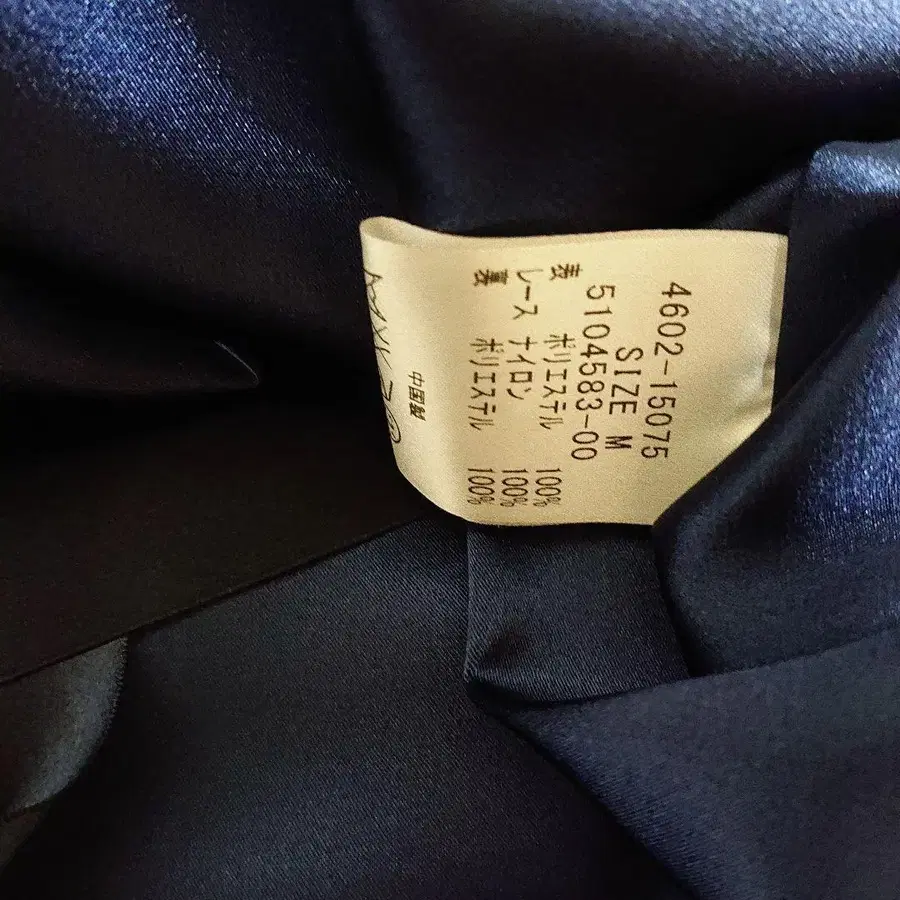 4602-15075
SIZE M
5104583-00
表 ポリエステル 100%
レース ナイロン 100%
裏 ポリエステル 100%
中国製